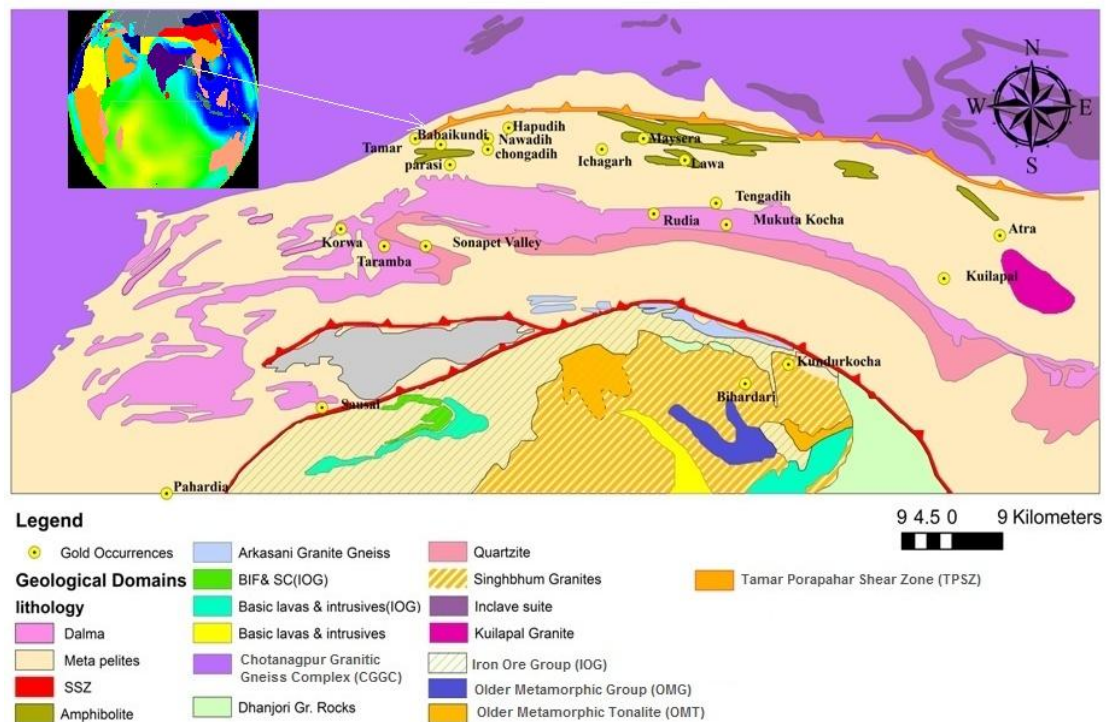 N
W E
S
Hapudih
Babaikundi
Nawadih
Maysera
Tamar
chongadih
Ichagarh
parasi
Lawa
Tengadih
Rudia
Mukuta Kocha
Atra
Korwa
Sonapet Valley
Taramba
Kuilapal
Kundurkocha
Bihardari
Sausal
Pahardia
Legend
9 4.5 0 9 Kilometers
Gold Occurrences
Geological Domains
lithology
Dalma
Meta pelites
SSZ
Amphibolite
Arkasani Granite Gneiss
BIF& SC(IOG)
Basic lavas & intrusives(IOG)
Basic lavas & intrusives
Chotanagpur Granitic
Gneiss Complex (CGGC)
Dhanjori Gr. Rocks
Quartzite
Singhbhum Granites
Inclave suite
Kuilapal Granite
Iron Ore Group (IOG)
Older Metamorphic Group (OMG)
Older Metamorphic Tonalite (OMT)
Tamar Porapahar Shear Zone (TPSZ)